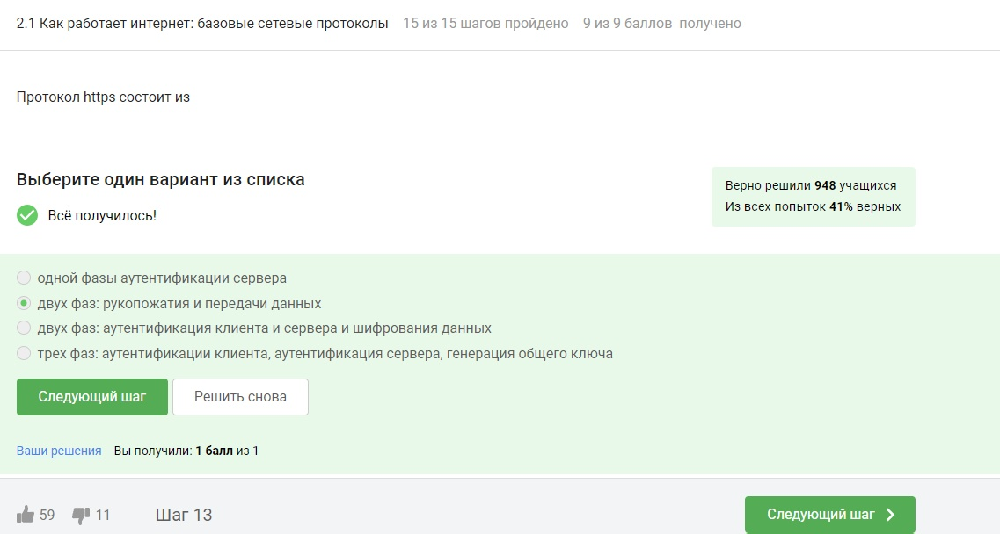 2.1 Как работает интернет: базовые сетевые протоколы 15 из 15 шагов пройдено 9 из 9 баллов получено
Протокол https состоит из
Выберите один вариант из списка
Всё получилось!
Верно решили 948 учащихся
Из всех попыток 41% верных
одной фазы аутентификации сервера
двух фаз: рукопожатия и передачи данных
двух фаз: аутентификация клиента и сервера и шифрования данных
трех фаз: аутентификации клиента, аутентификация сервера, генерация общего ключа
Следующий шаг Решить снова
Ваши решения Вы получили: 1 балл из 1
59 11 Шаг 13 Следующий шаг